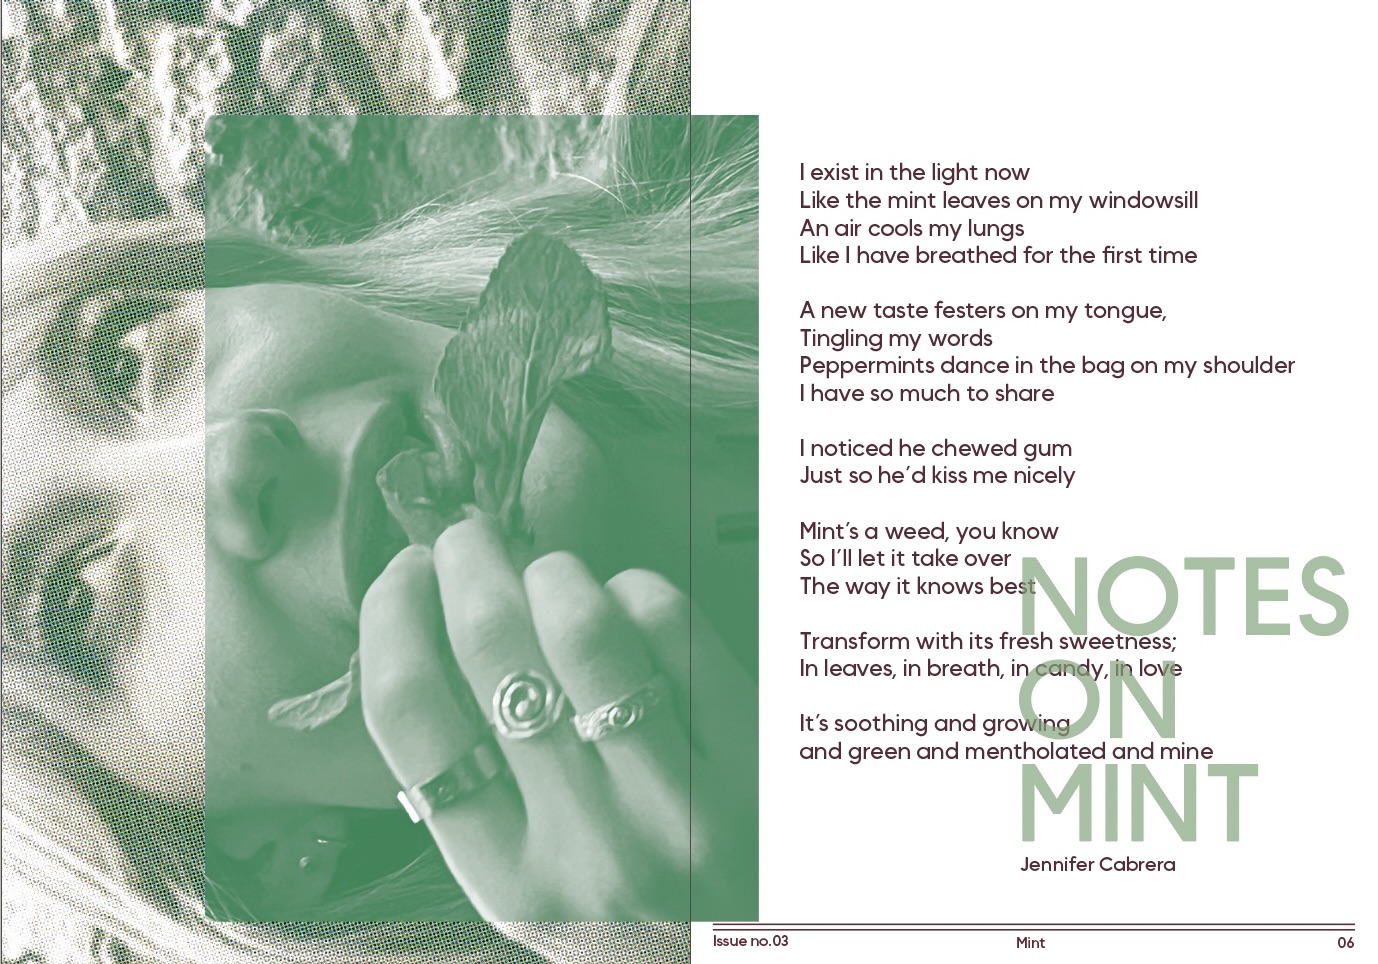 I exist in the light now
Like the mint leaves on my windowsill
An air cools my lungs
Like I have breathed for the first time
A new taste festers on my tongue,
Tingling my words
Peppermints dance in the bag on my shoulder
I have so much to share
I noticed he chewed gum
Just so he´d kiss me nicely
Mint´s a weed, you know
So I´ll let it take over
The way it knows best
Transform with its fresh sweetness;
In leaves, in breath, in candy, in love
It´s soothing and growing
and green and mentholated and mine
NOTES
ON
MINT
Jennifer Cabrera
Issue no.03
Mint
06